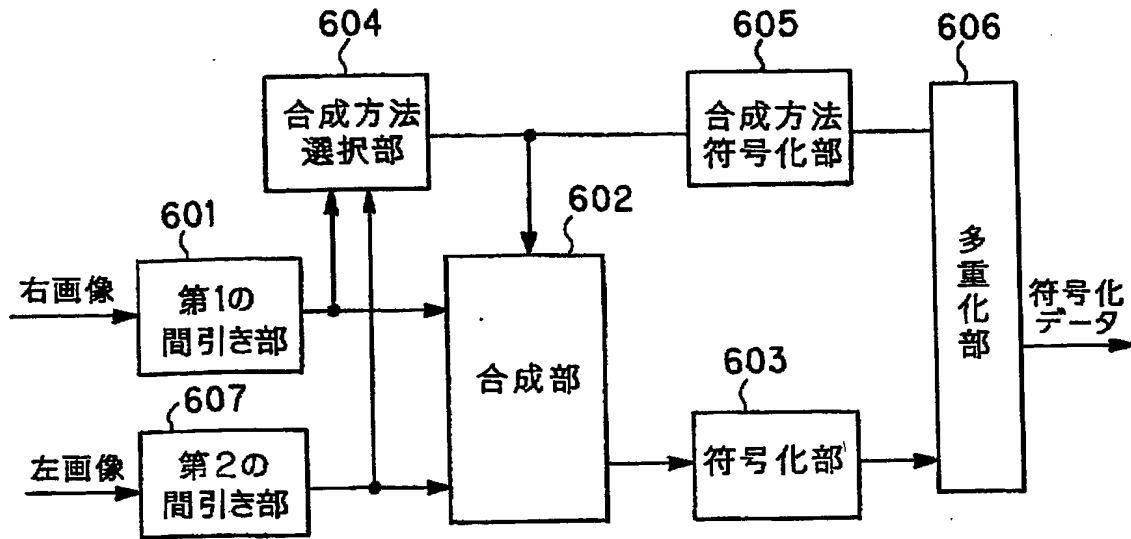 604
合成方法
選択部
605
合成方法
符号化部
606
多重化部
601
右画像
第1の
間引き部
602
合成部
符号化
データ
603
符号化部
607
左画像
第2の
間引き部